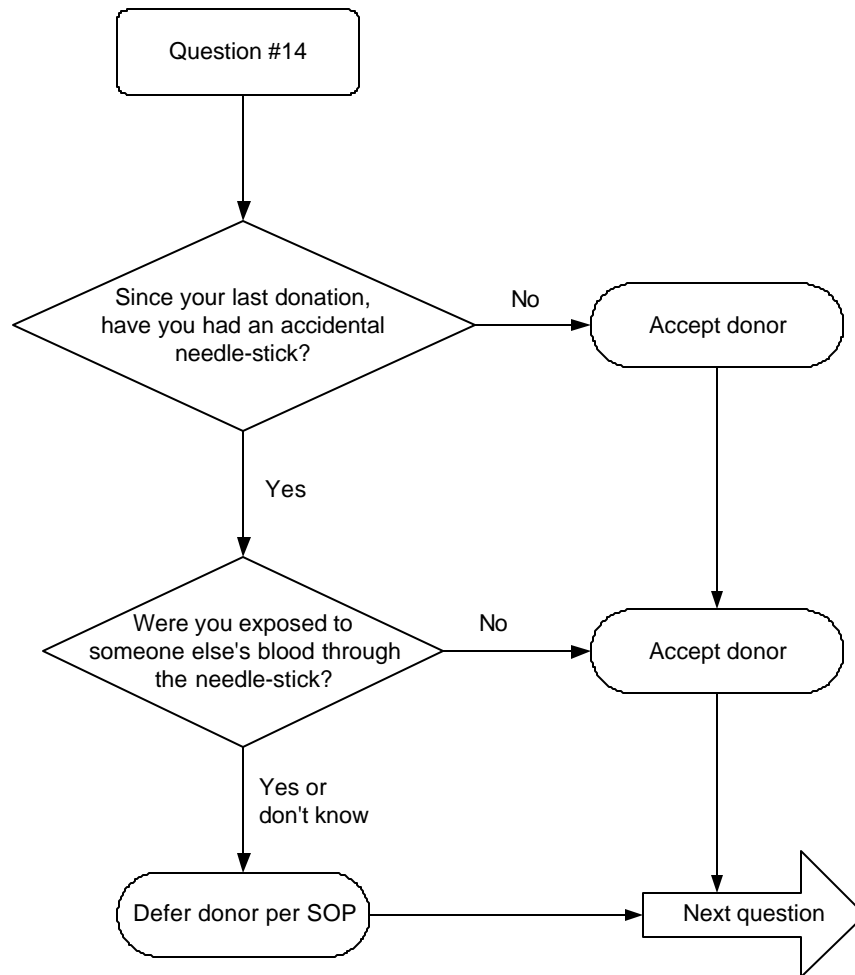 Question #14
Since your last donation,
have you had an accidental
needle-stick?
No
Accept donor
Yes
Were you exposed to
someone else's blood through
the needle-stick?
No
Accept donor
Yes or
don't know
Defer donor per SOP
Next question